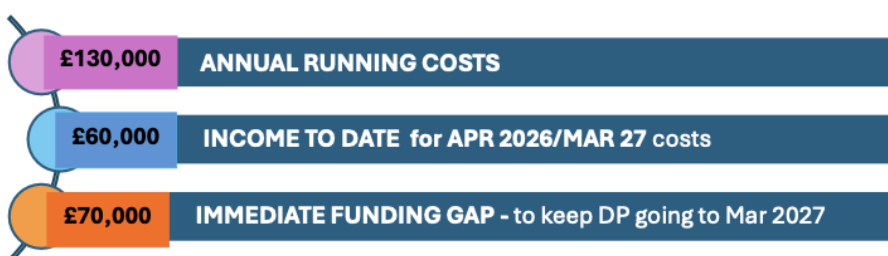 £130,000 ANNUAL RUNNING COSTS
£60,000 INCOME TO DATE for APR 2026/MAR 27 costs
£70,000 IMMEDIATE FUNDING GAP - to keep DP going to Mar 2027